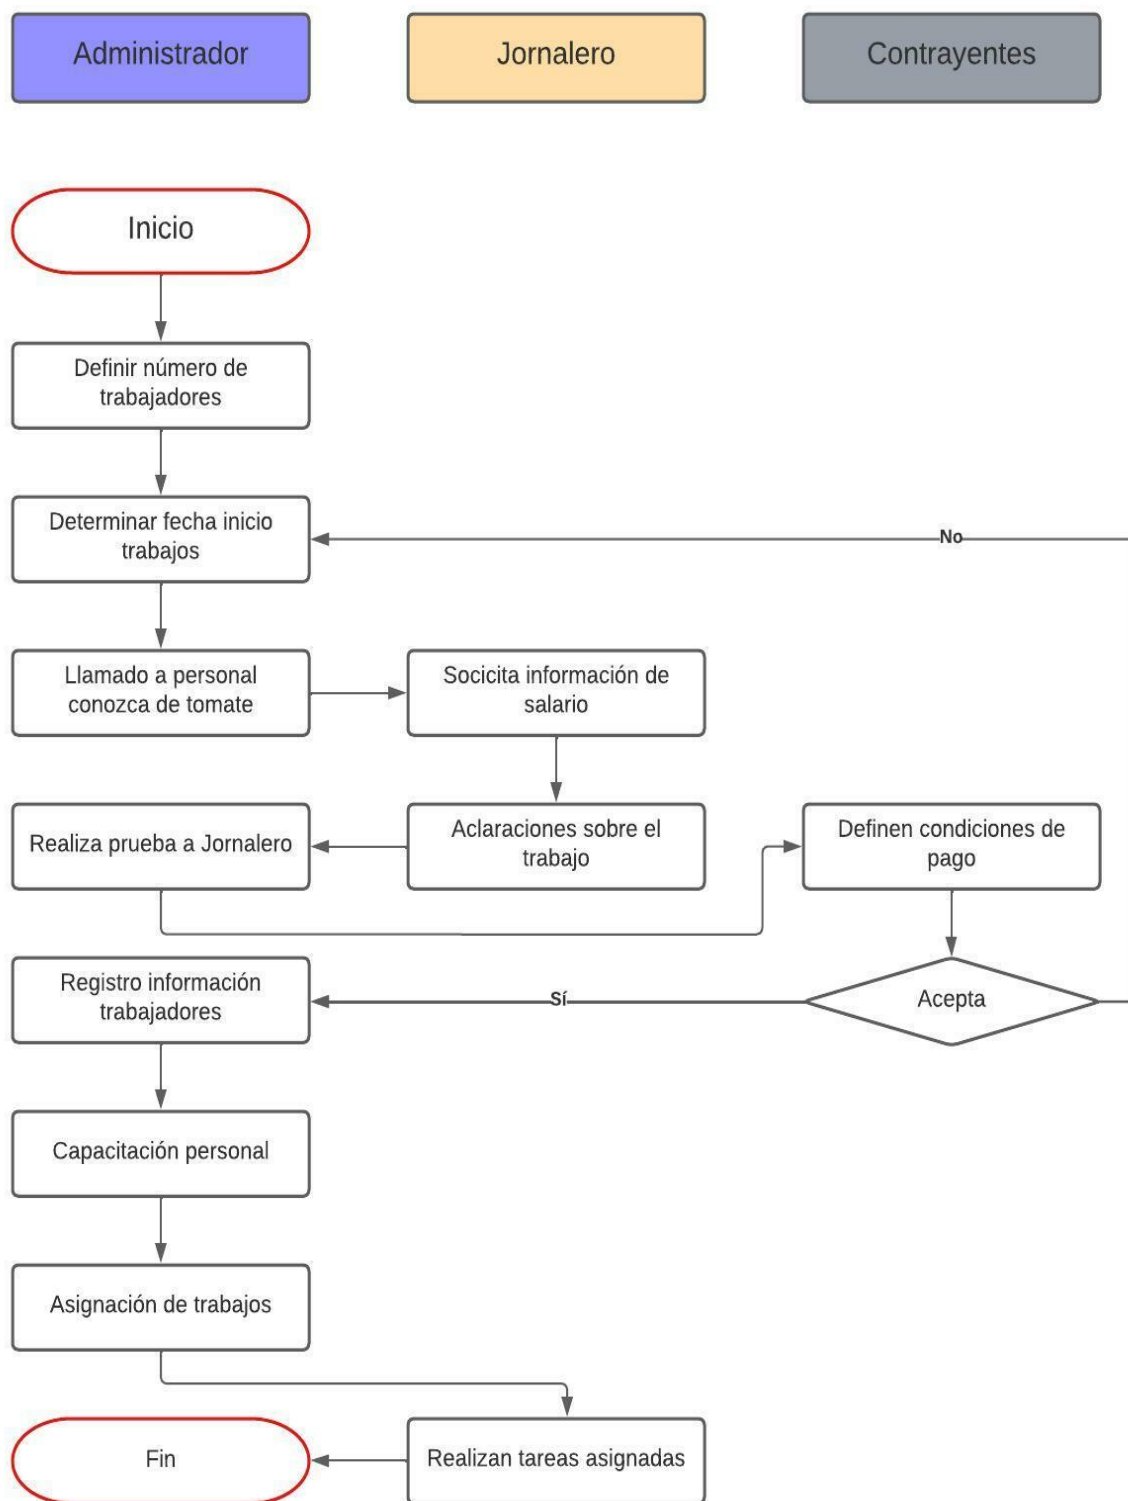 Administrador
Jornalero
Contrayentes
Inicio
Definir número de
trabajadores
Determinar fecha inicio
trabajos
No
Llamado a personal
conozca de tomate
Socicita información de
salario
Realiza prueba a Jornalero
Aclaraciones sobre el
trabajo
Definen condiciones de
pago
Registro información
trabajadores
Sí
Acepta
Capacitación personal
Asignación de trabajos
Fin
Realizan tareas asignadas